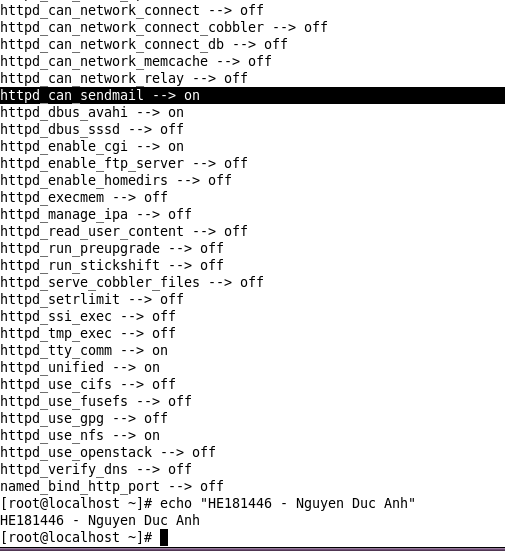 httpd_can_network_connect --> off
httpd_can_network_connect_cobbler --> off
httpd_can_network_connect_db --> off
httpd_can_network_memcache --> off
httpd_can_network_relay --> off
httpd_can_sendmail --> on
httpd_dbus_avahi --> on
httpd_dbus_sssd --> off
httpd_enable_cgi --> on
httpd_enable_ftp_server --> off
httpd_enable_homedirs --> off
httpd_execmem --> off
httpd_manage_ipa --> off
httpd_read_user_content --> off
httpd_run_preupgrade --> off
httpd_run_stickshift --> off
httpd_serve_cobbler_files --> off
httpd_setrlimit --> off
httpd_ssi_exec --> off
httpd_tmp_exec --> off
httpd_tty_comm --> on
httpd_unified --> on
httpd_use_cifs --> off
httpd_use_fusefs --> off
httpd_use_gpg --> off
httpd_use_nfs --> on
httpd_use_openstack --> off
httpd_verify_dns --> off
named_bind_http_port --> off
[root@localhost ~]# echo "HE181446 - Nguyen Duc Anh"
HE181446 - Nguyen Duc Anh
[root@localhost ~]#